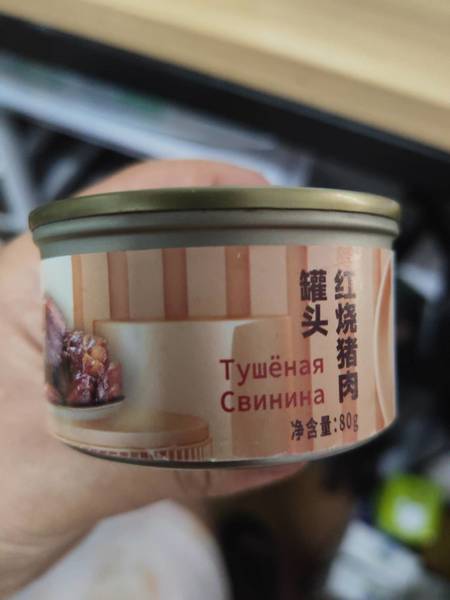 红烧猪肉
罐头
Тушёная
Свинина
净含量:80g